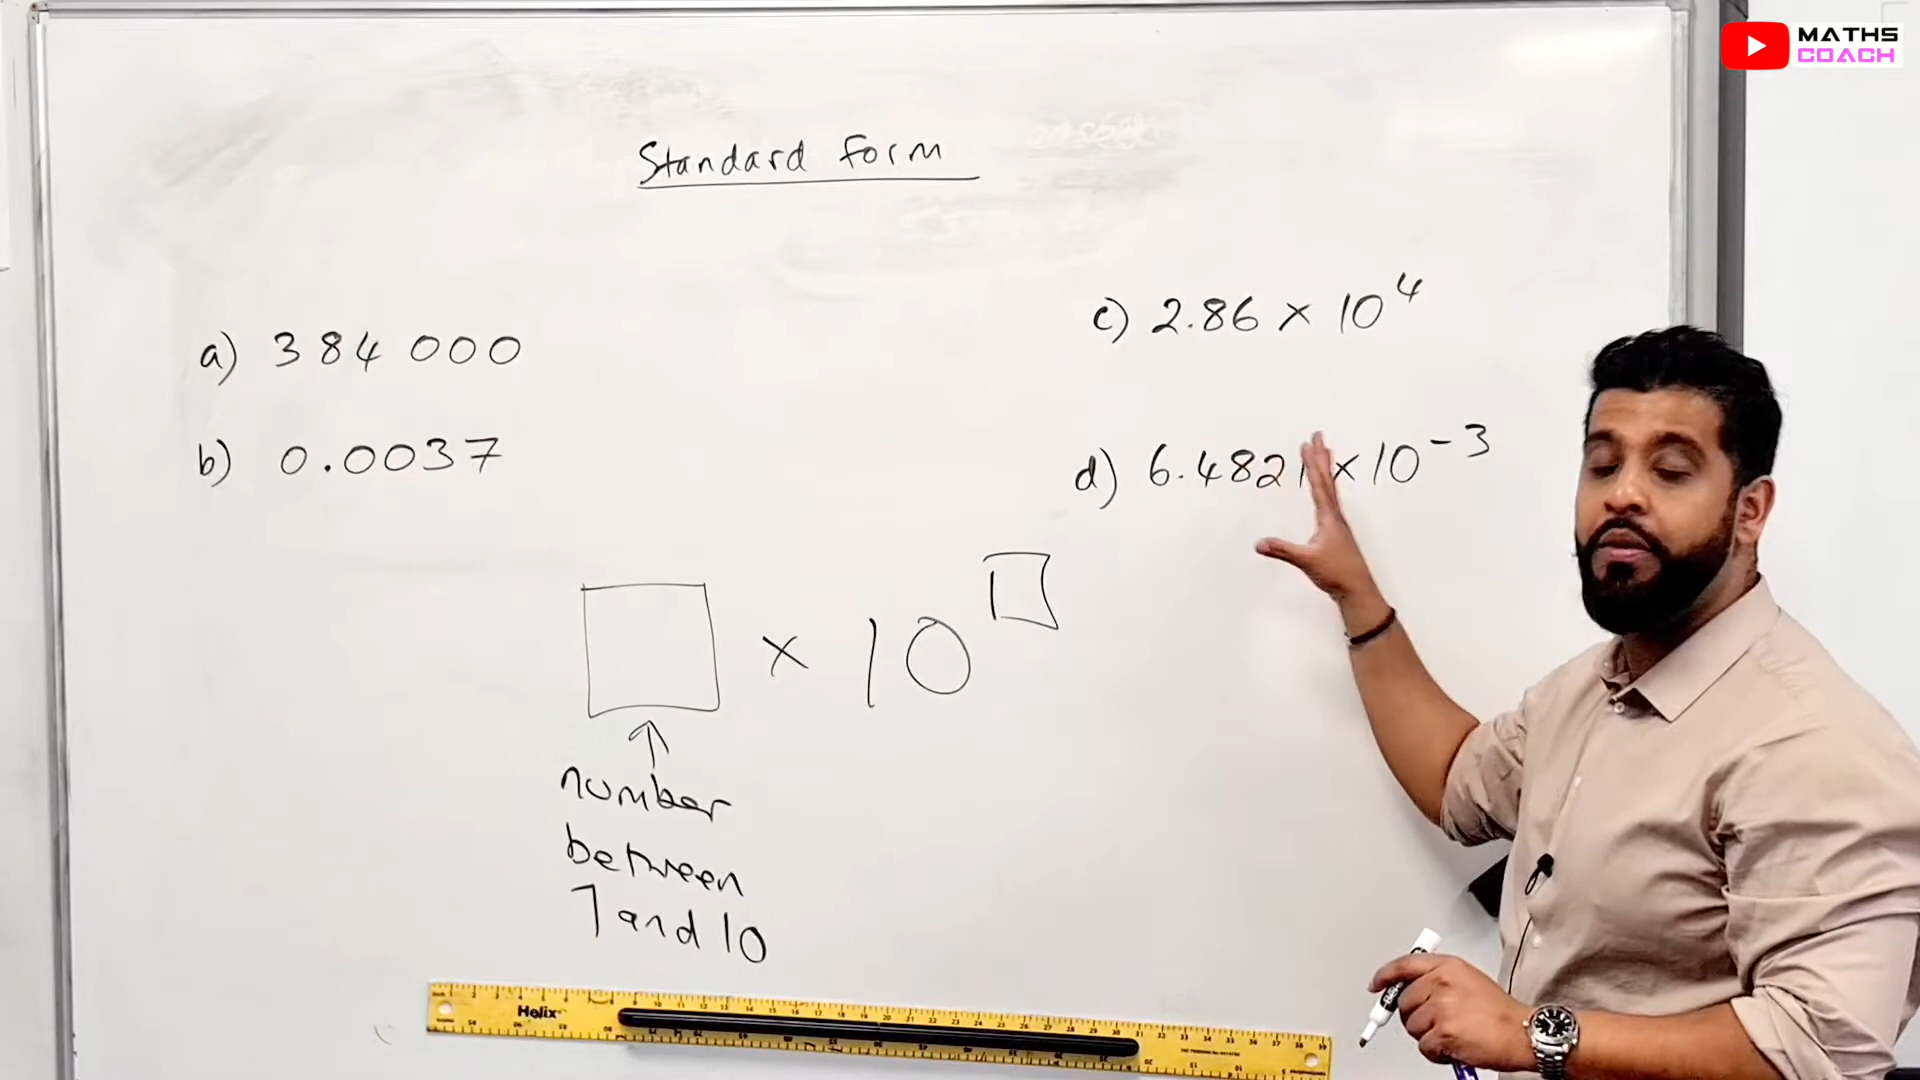 MATHS
COACH
Standard Form
a) 384 000
b) 0.0037
c) 2.86 × 10⁴
d) 6.4821 × 10⁻³
□ × 10□
number
between
1 and 10
Helix